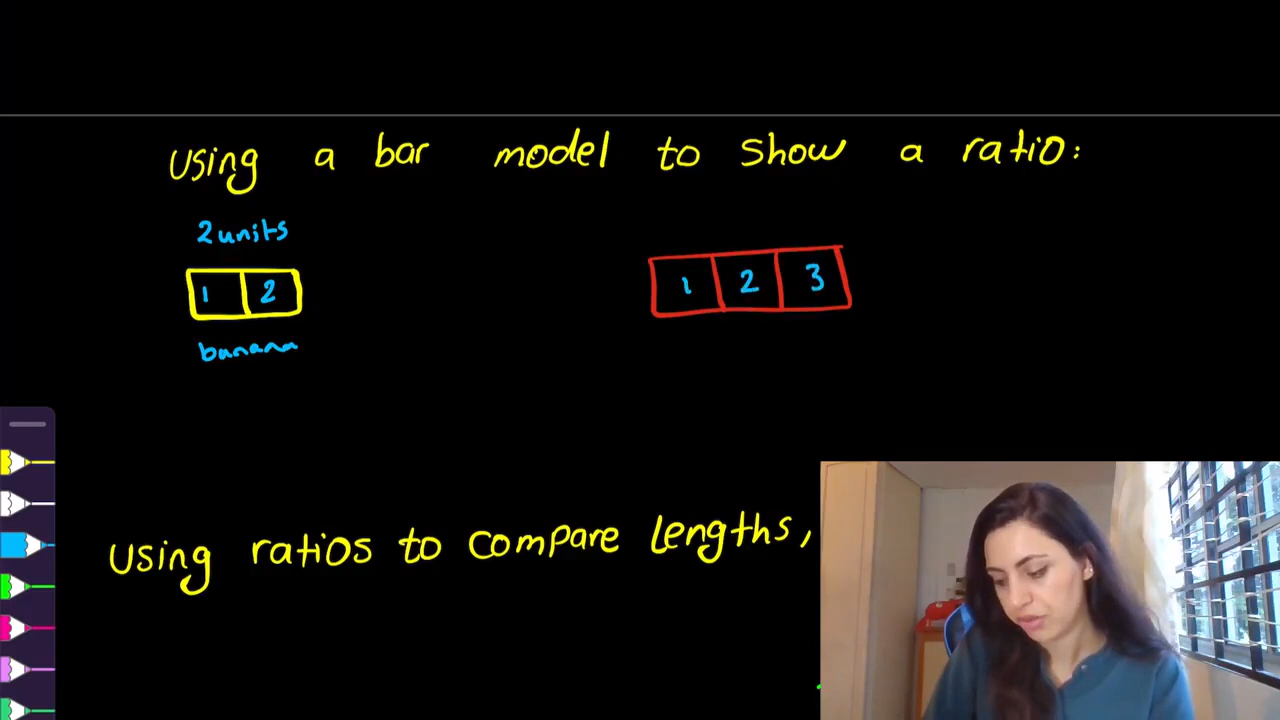 Using a bar model to show a ratio:
2 units
1 2
1 2 3
banana
Using ratios to compare lengths,